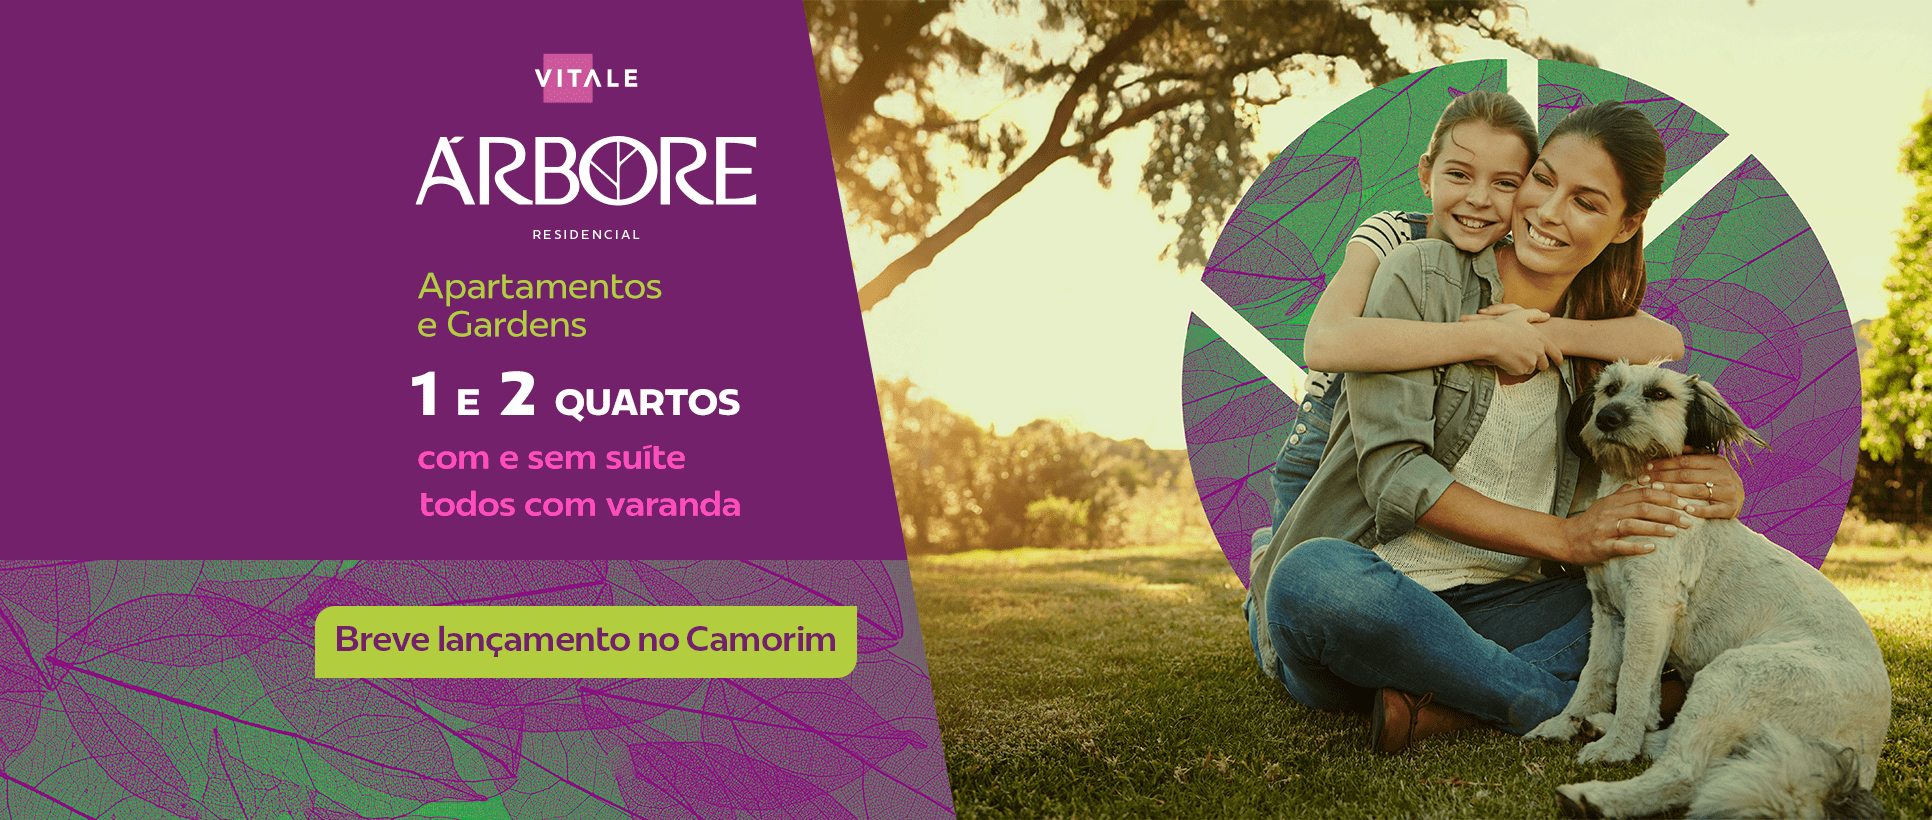 VITALE
ÁRBORE
RESIDENCIAL
Apartamentos
e Gardens
1 E 2 QUARTOS
com e sem suíte
todos com varanda
Breve lançamento no Camorim